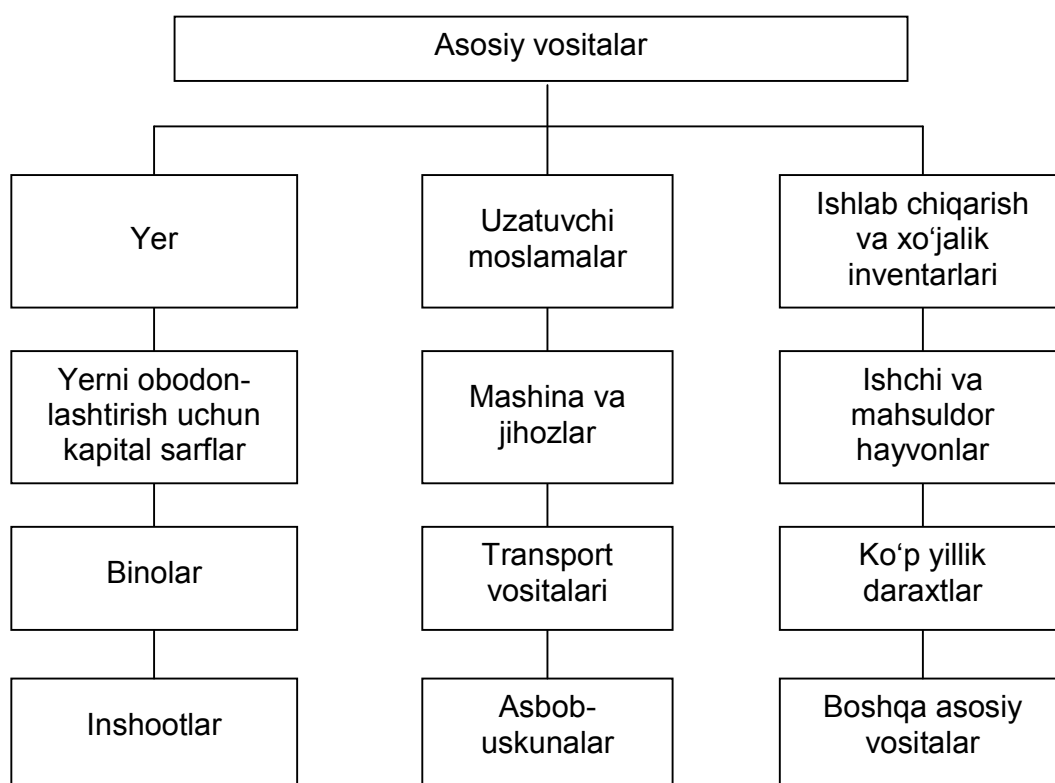 Asosiy vositalar
Yer
Uzatuvchi
moslamalar
Ishlab chiqarish
va xo‘jalik
inventarlari
Yerni obodon-
lashtirish uchun
kapital sarflar
Mashina va
jihozlar
Ishchi va
mahsuldor
hayvonlar
Binolar
Transport
vositalari
Ko‘p yillik
daraxtlar
Inshootlar
Asbob-
uskunalar
Boshqa asosiy
vositalar